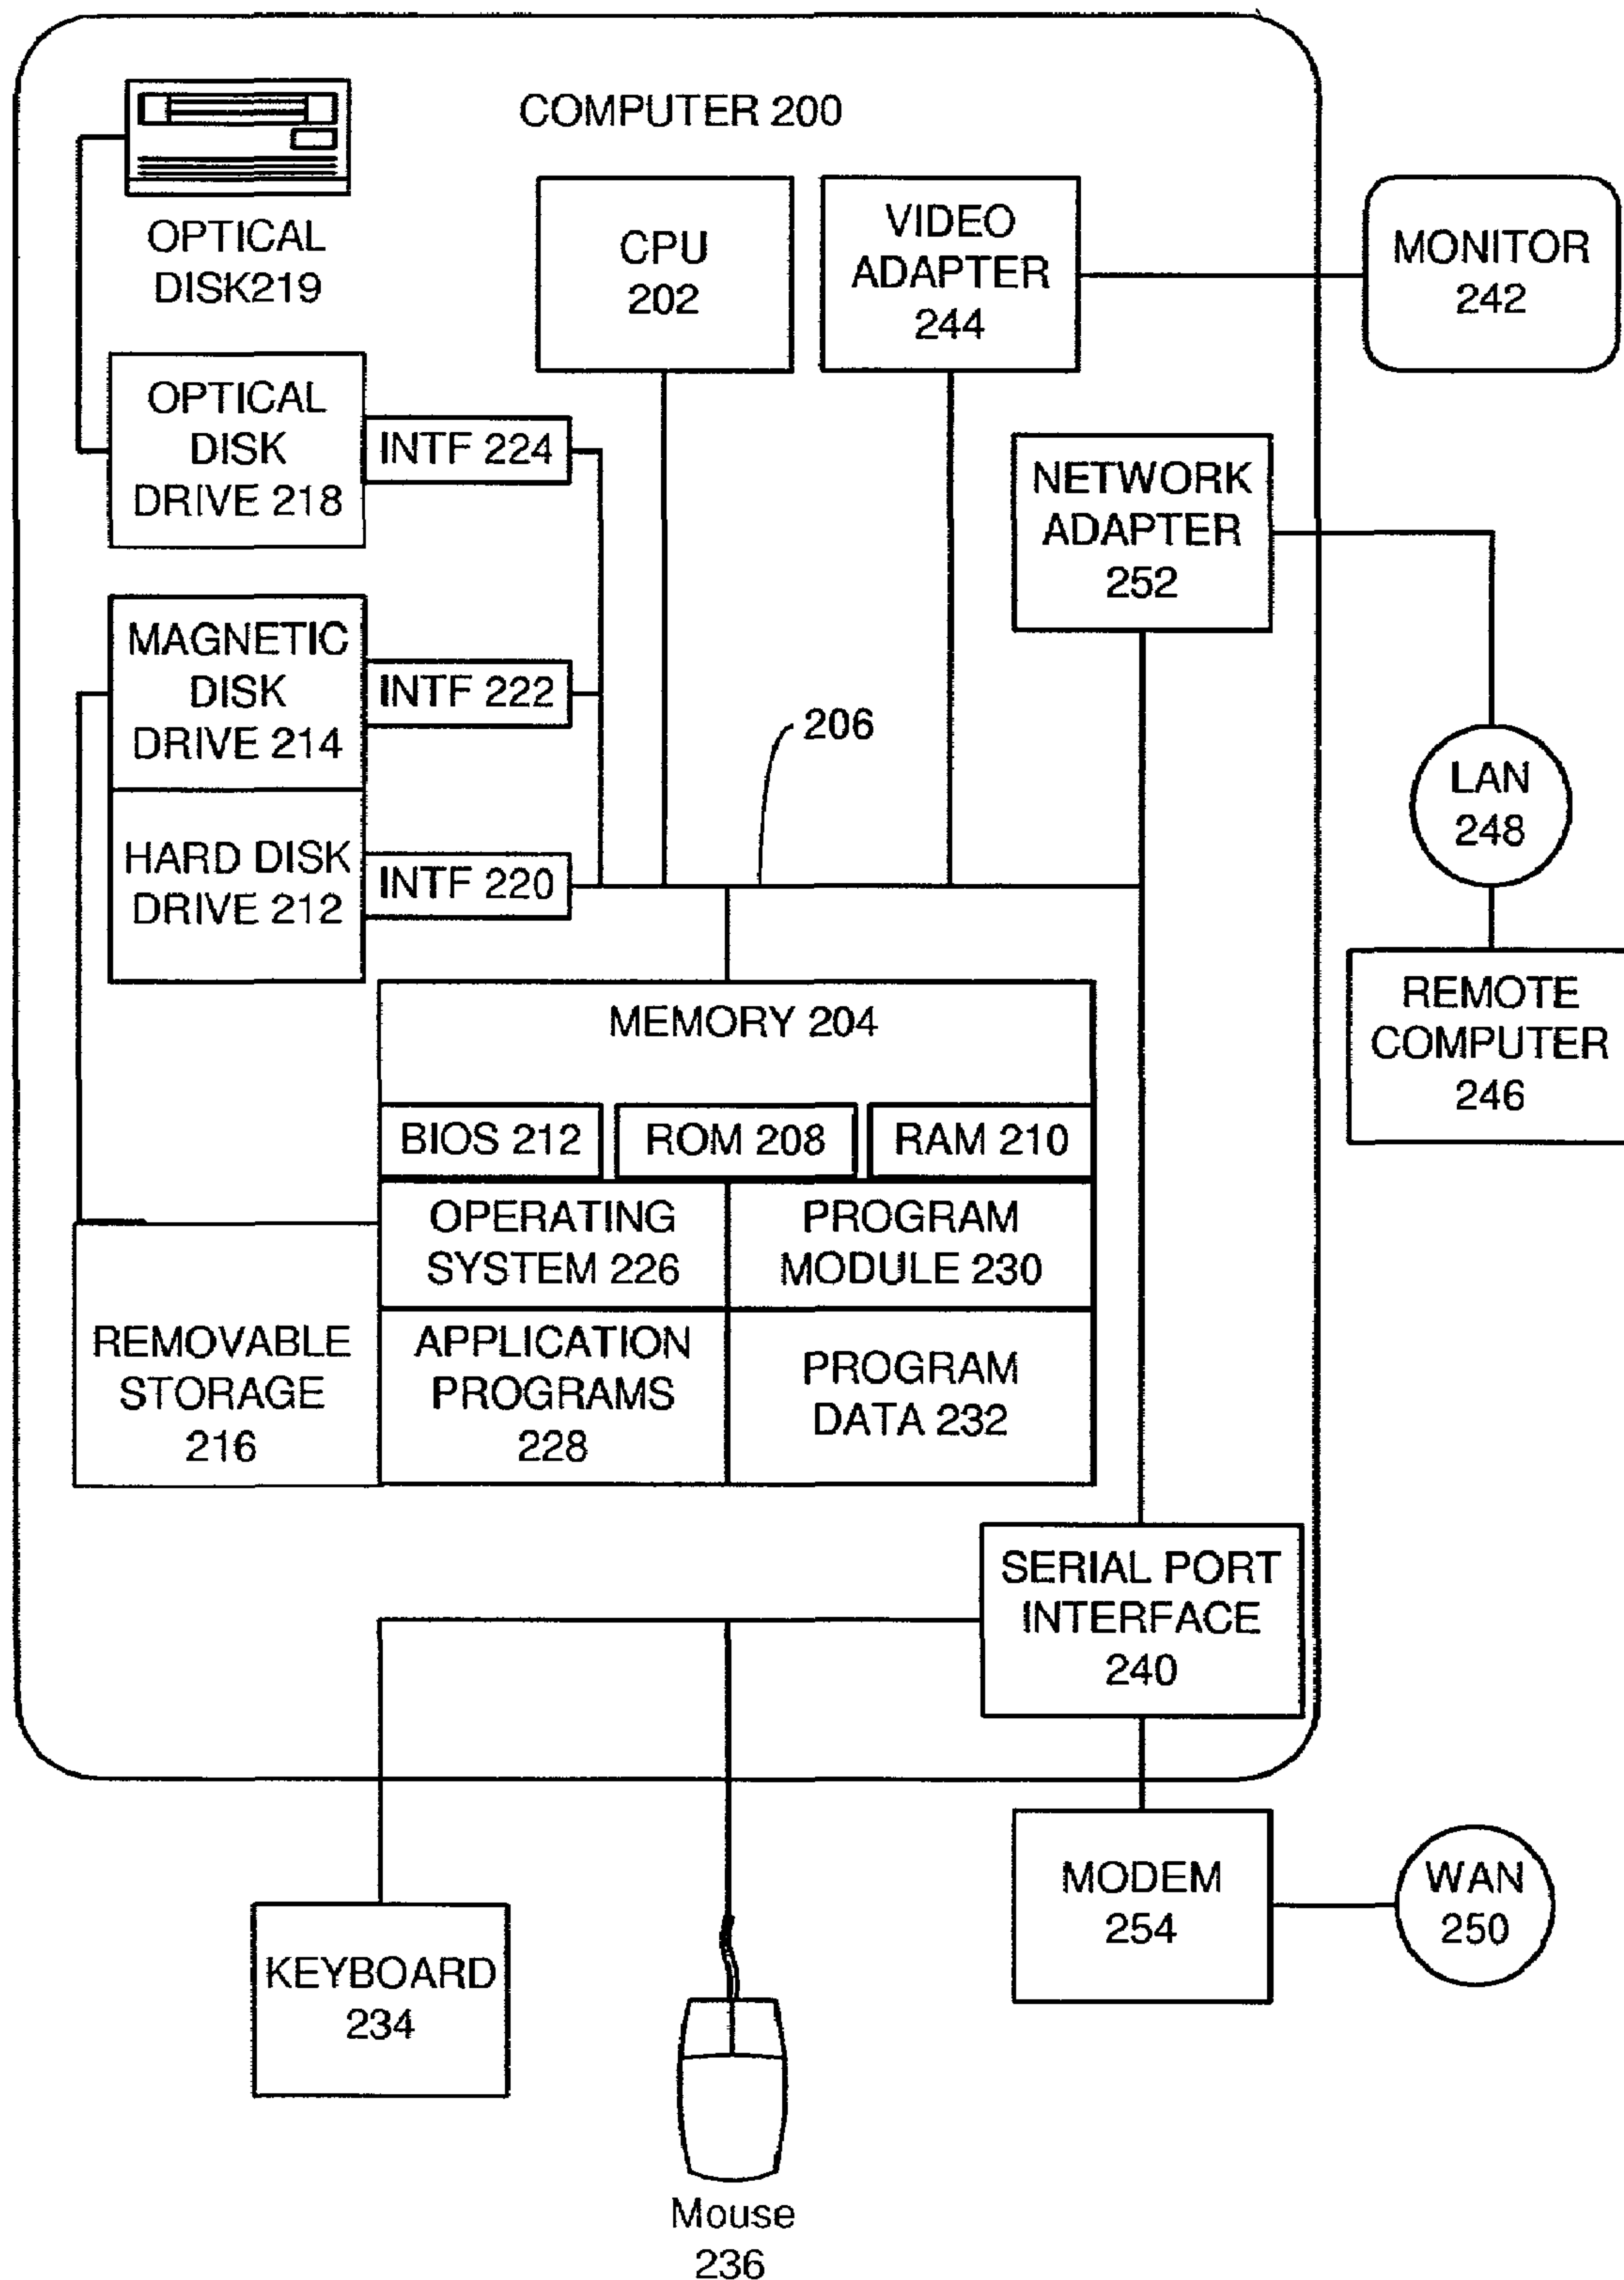 COMPUTER 200
OPTICAL
DISK219
CPU
202
VIDEO
ADAPTER
244
MONITOR
242
OPTICAL
DISK
DRIVE 218
INTF 224
NETWORK
ADAPTER
252
MAGNETIC
DISK
DRIVE 214
INTF 222
206
LAN
248
HARD DISK
DRIVE 212
INTF 220
REMOTE
COMPUTER
246
MEMORY 204
BIOS 212
ROM 208
RAM 210
OPERATING
SYSTEM 226
PROGRAM
MODULE 230
REMOVABLE
STORAGE
216
APPLICATION
PROGRAMS
228
PROGRAM
DATA 232
SERIAL PORT
INTERFACE
240
MODEM
254
WAN
250
KEYBOARD
234
Mouse
236